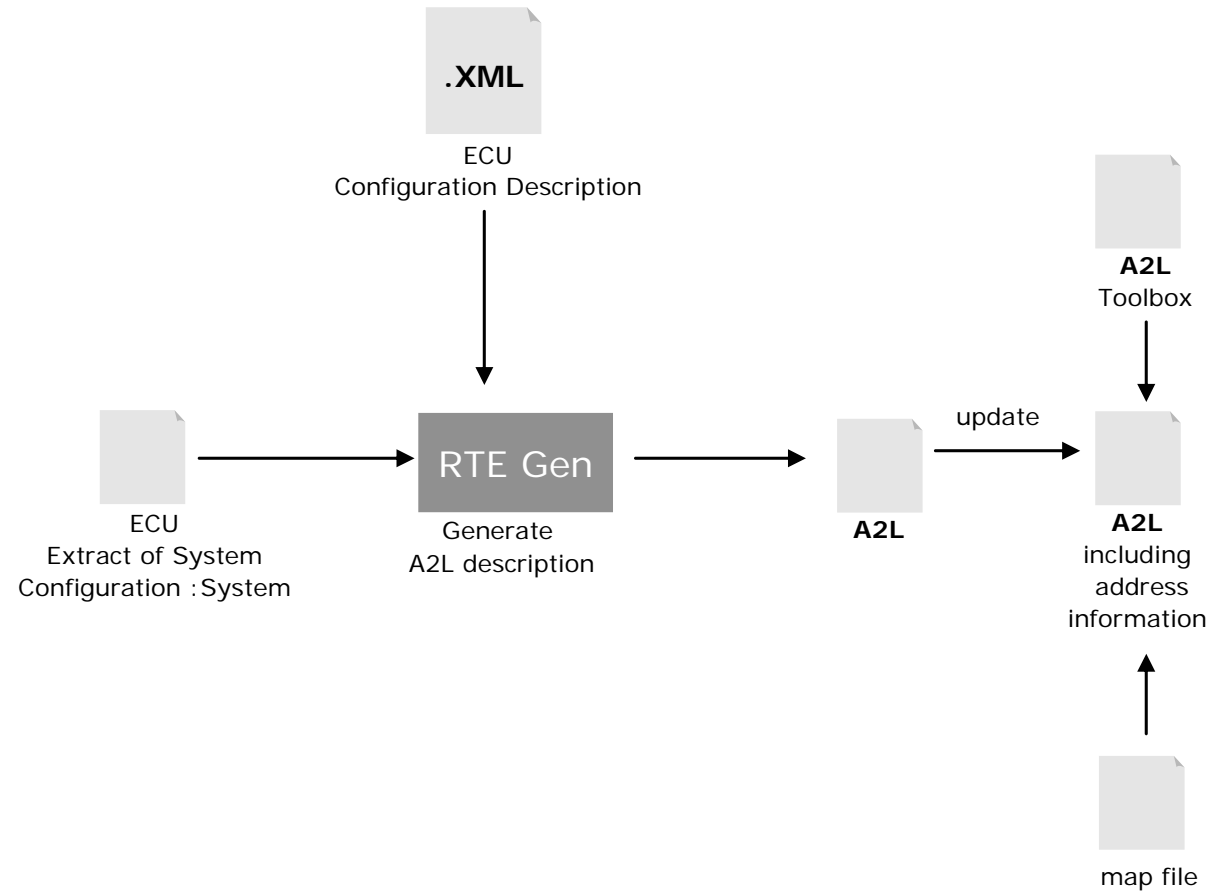 .XML
ECU
Configuration Description
A2L
Toolbox
update
RTE Gen
ECU
Extract of System
Configuration :System
Generate
A2L description
A2L
A2L
including
address
information
map file